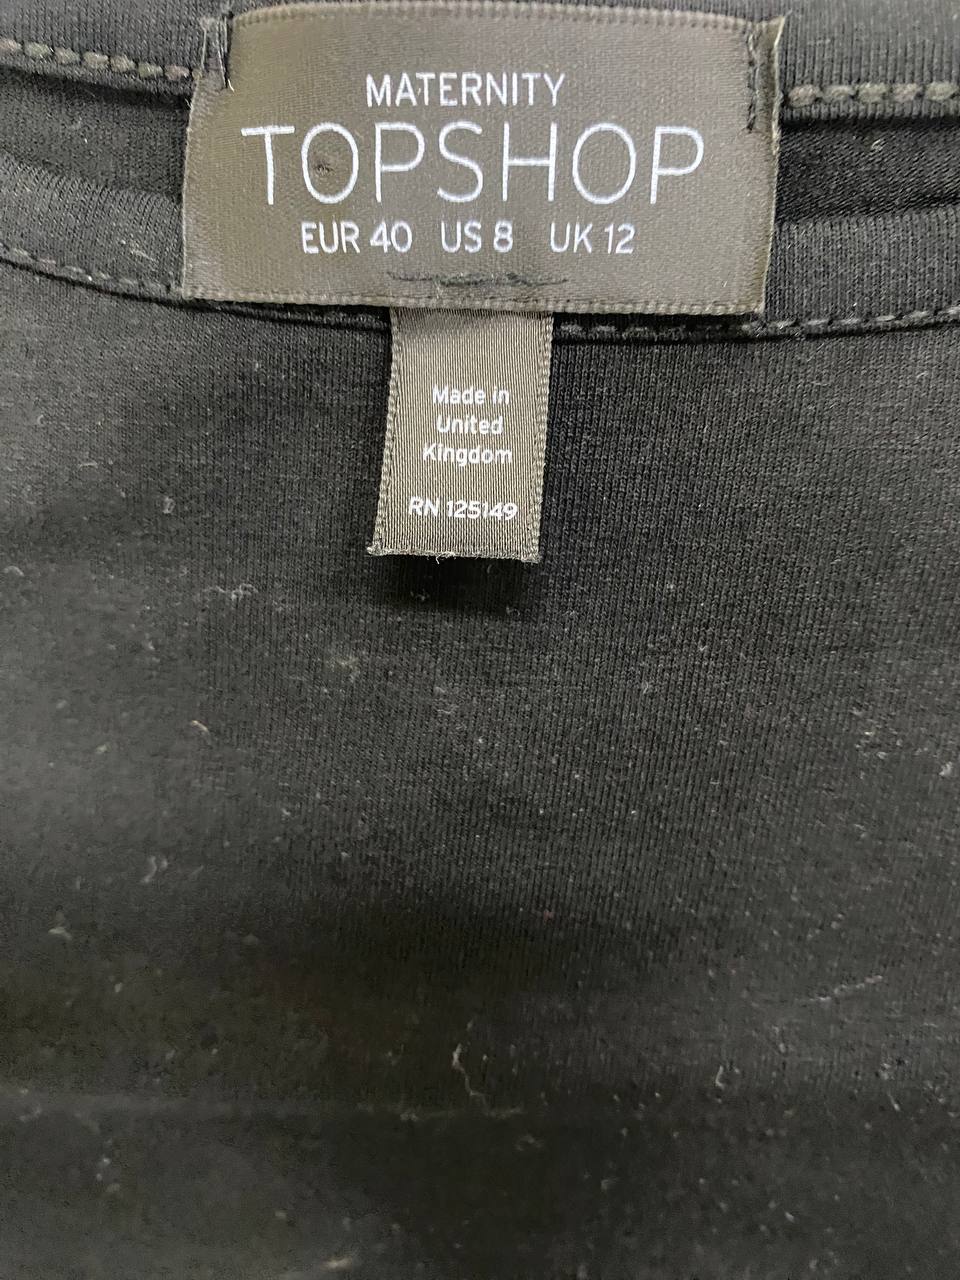 MATERNITY
TOPSHOP
EUR 40 US 8 UK 12
Made in
United
Kingdom
RN 125149